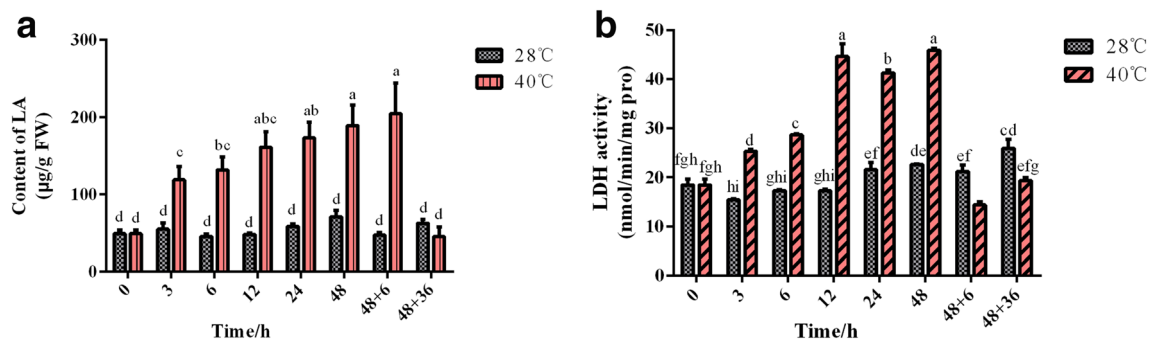 a
300
200
100
0
Content of LA
(µg/g FW)
28℃
40℃
d d d c d bc d abc d ab d a d a d d
0 3 6 12 24 48 48+6 48+36
Time/h
b
50
40
30
20
10
0
LDH activity
(nmol/min/mg pro)
28℃
40℃
fgh fgh hi d ghi c ghi a ef b de a ef cd efg
0 3 6 12 24 48 48+6 48+36
Time/h